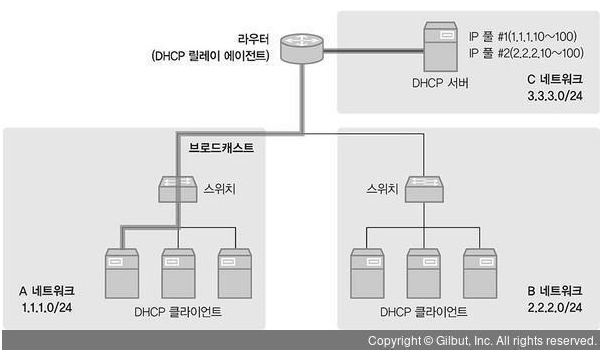 라우터
(DHCP 릴레이 에이전트)
IP 풀 #1(1.1.1.10~100)
IP 풀 #2(2.2.2.10~100)
DHCP 서버
C 네트워크
3.3.3.0/24
브로드캐스트
스위치
스위치
A 네트워크
1.1.1.0/24
DHCP 클라이언트
DHCP 클라이언트
B 네트워크
2.2.2.0/24
Copyright © Gilbut, Inc. All rights reserved.